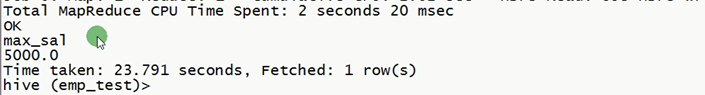 Total MapReduce CPU Time Spent: 2 seconds 20 msec
OK
max_sal
5000.0
Time taken: 23.791 seconds, Fetched: 1 row(s)
hive (emp_test)>